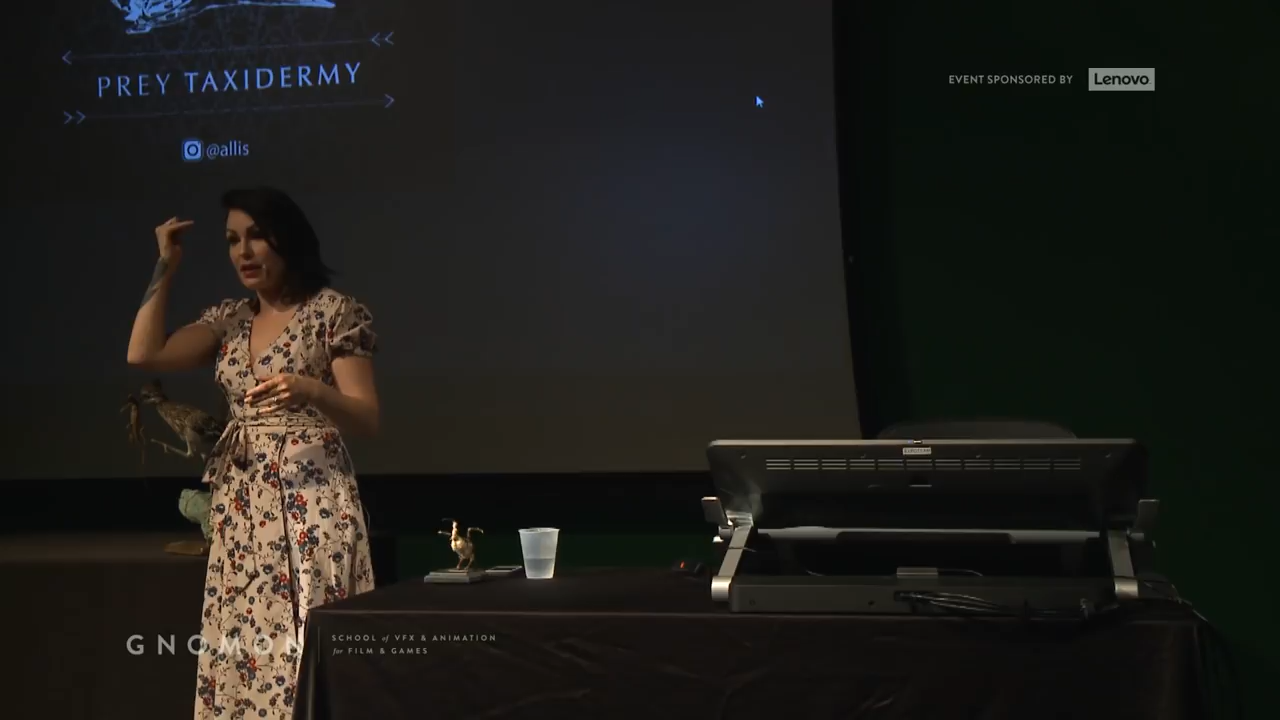 PREY TAXIDERMY
@allis
EVENT SPONSORED BY Lenovo
GNOMON
SCHOOL of VFX & ANIMATION
for FILM & GAMES